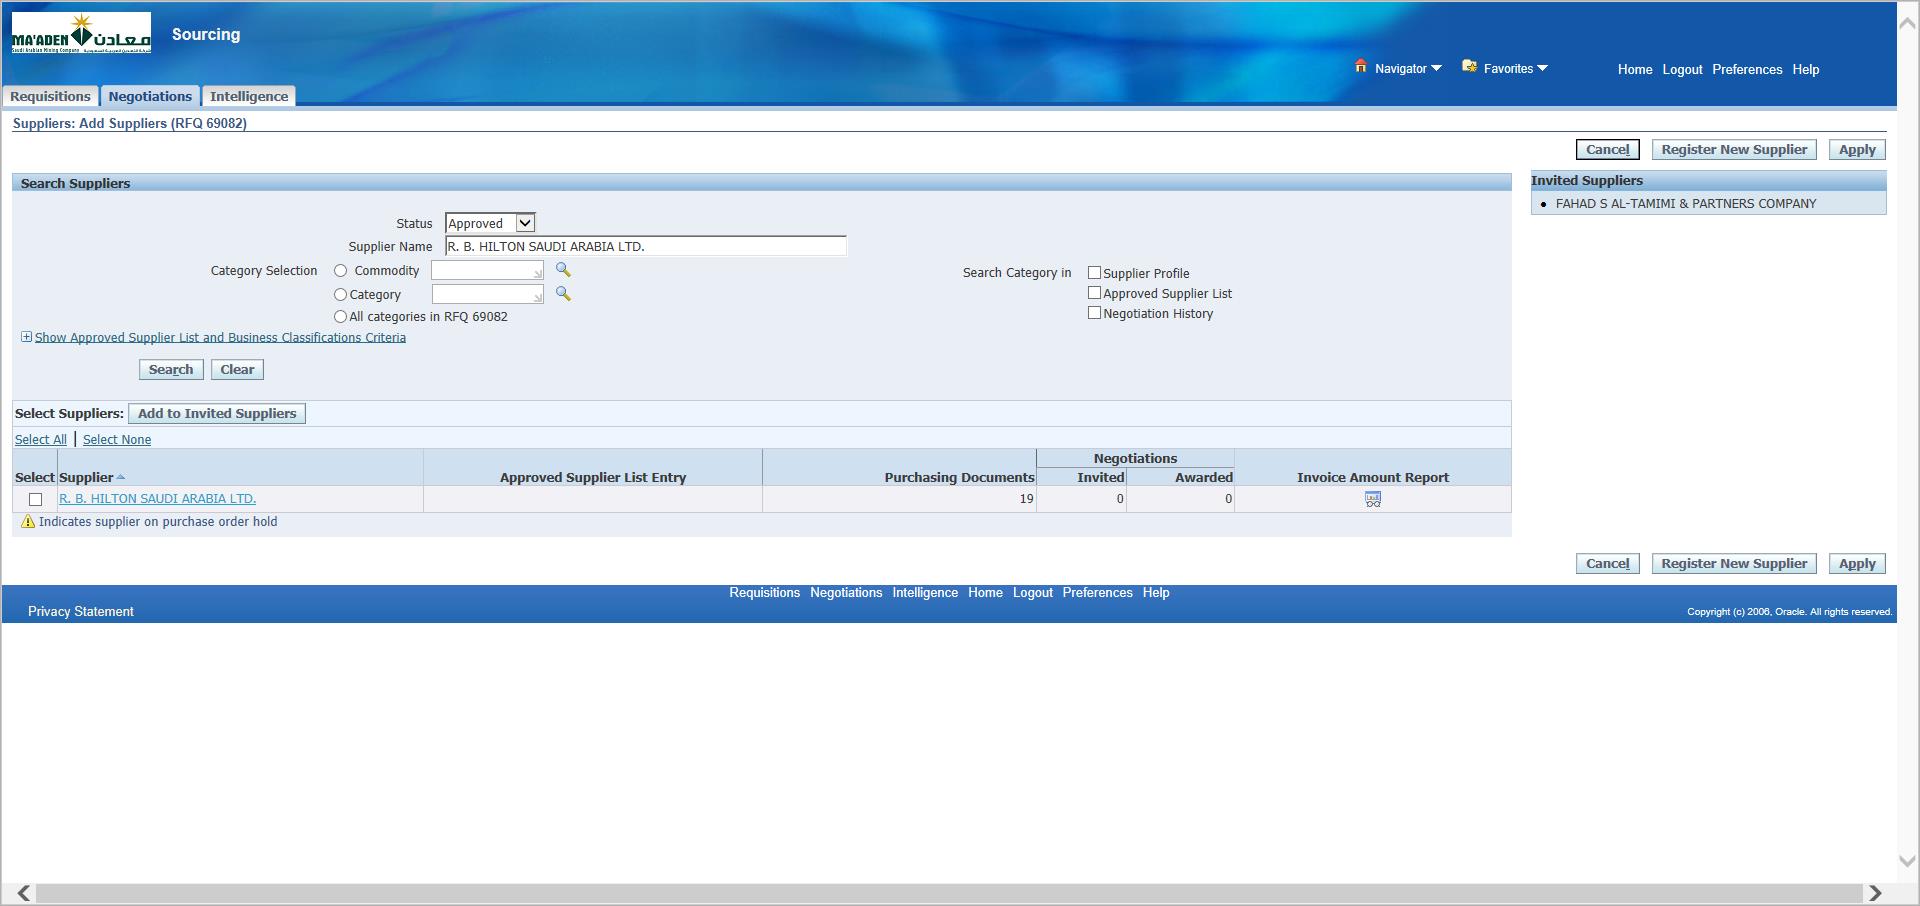 MA'ADEN معادن
Saudi Arabian Mining Company
Sourcing
Navigator Favorites Home Logout Preferences Help
Requisitions Negotiations Intelligence
Suppliers: Add Suppliers (RFQ 69082)
Cancel Register New Supplier Apply
Search Suppliers
Status Approved
Supplier Name R. B. HILTON SAUDI ARABIA LTD.
Category Selection Commodity
Category
All categories in RFQ 69082
Search Category in Supplier Profile
Approved Supplier List
Negotiation History
Show Approved Supplier List and Business Classifications Criteria
Search Clear
Invited Suppliers
• FAHAD S AL-TAMIMI & PARTNERS COMPANY
Select Suppliers: Add to Invited Suppliers
Select All | Select None
Negotiations
Select Supplier Approved Supplier List Entry Purchasing Documents Invited Awarded Invoice Amount Report
R. B. HILTON SAUDI ARABIA LTD. 19 0 0
Indicates supplier on purchase order hold
Cancel Register New Supplier Apply
Requisitions Negotiations Intelligence Home Logout Preferences Help
Privacy Statement
Copyright (c) 2006, Oracle. All rights reserved.